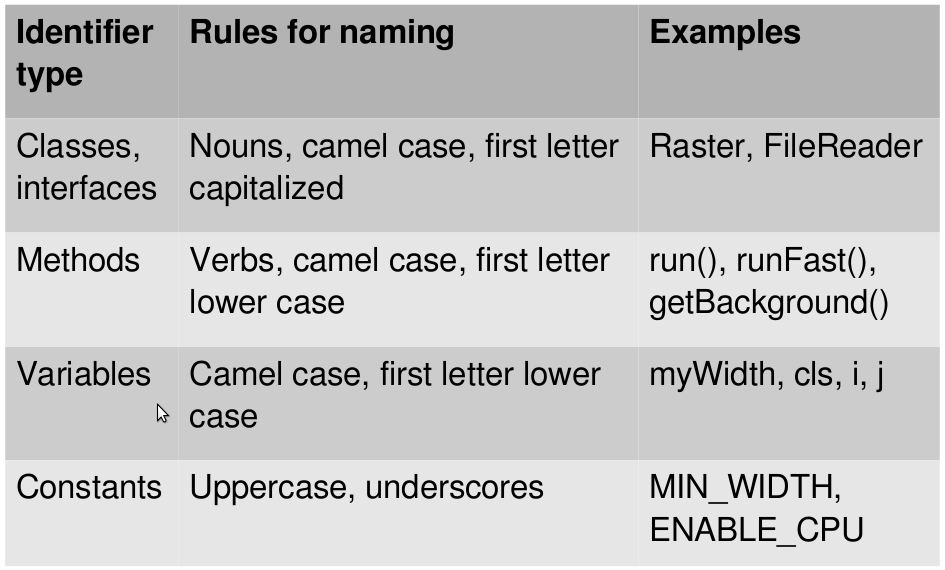 Identifier type
Rules for naming
Examples
Classes, interfaces
Nouns, camel case, first letter capitalized
Raster, FileReader
Methods
Verbs, camel case, first letter lower case
run(), runFast(), getBackground()
Variables
Camel case, first letter lower case
myWidth, cls, i, j
Constants
Uppercase, underscores
MIN_WIDTH, ENABLE_CPU